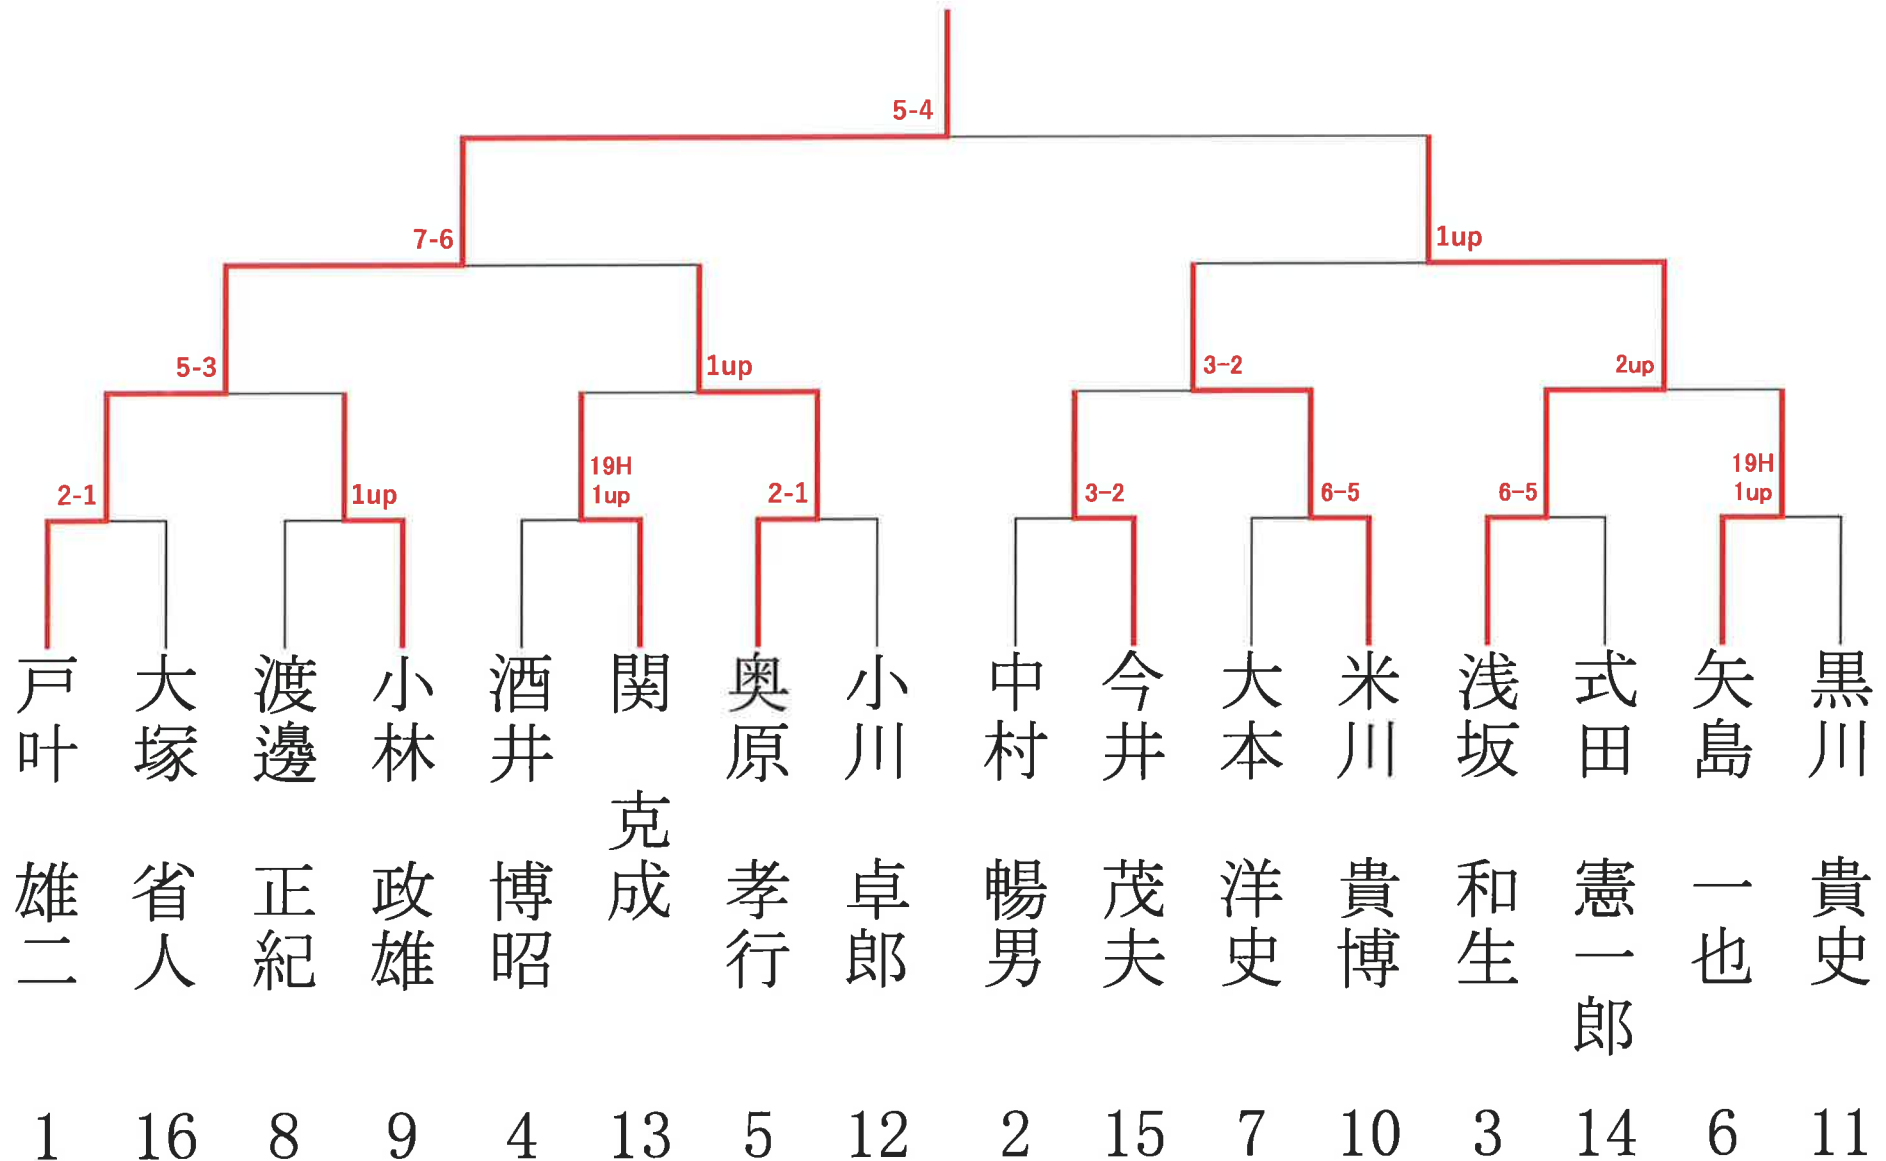 5-4
7-6
1up
5-3
1up
3-2
2up
2-1
1up
19H
1up
2-1
3-2
6-5
6-5
19H
1up
戸叶 雄二
大塚 省人
渡邊 正紀
小林 政雄
酒井 博昭
関 克成
奥原 孝行
小川 卓郎
中村 暢男
今井 茂夫
大本 洋史
米川 貴博
浅坂 和生
式田 憲一郎
矢島 一也
黒川 貴史
1 16 8 9 4 13 5 12 2 15 7 10 3 14 6 11